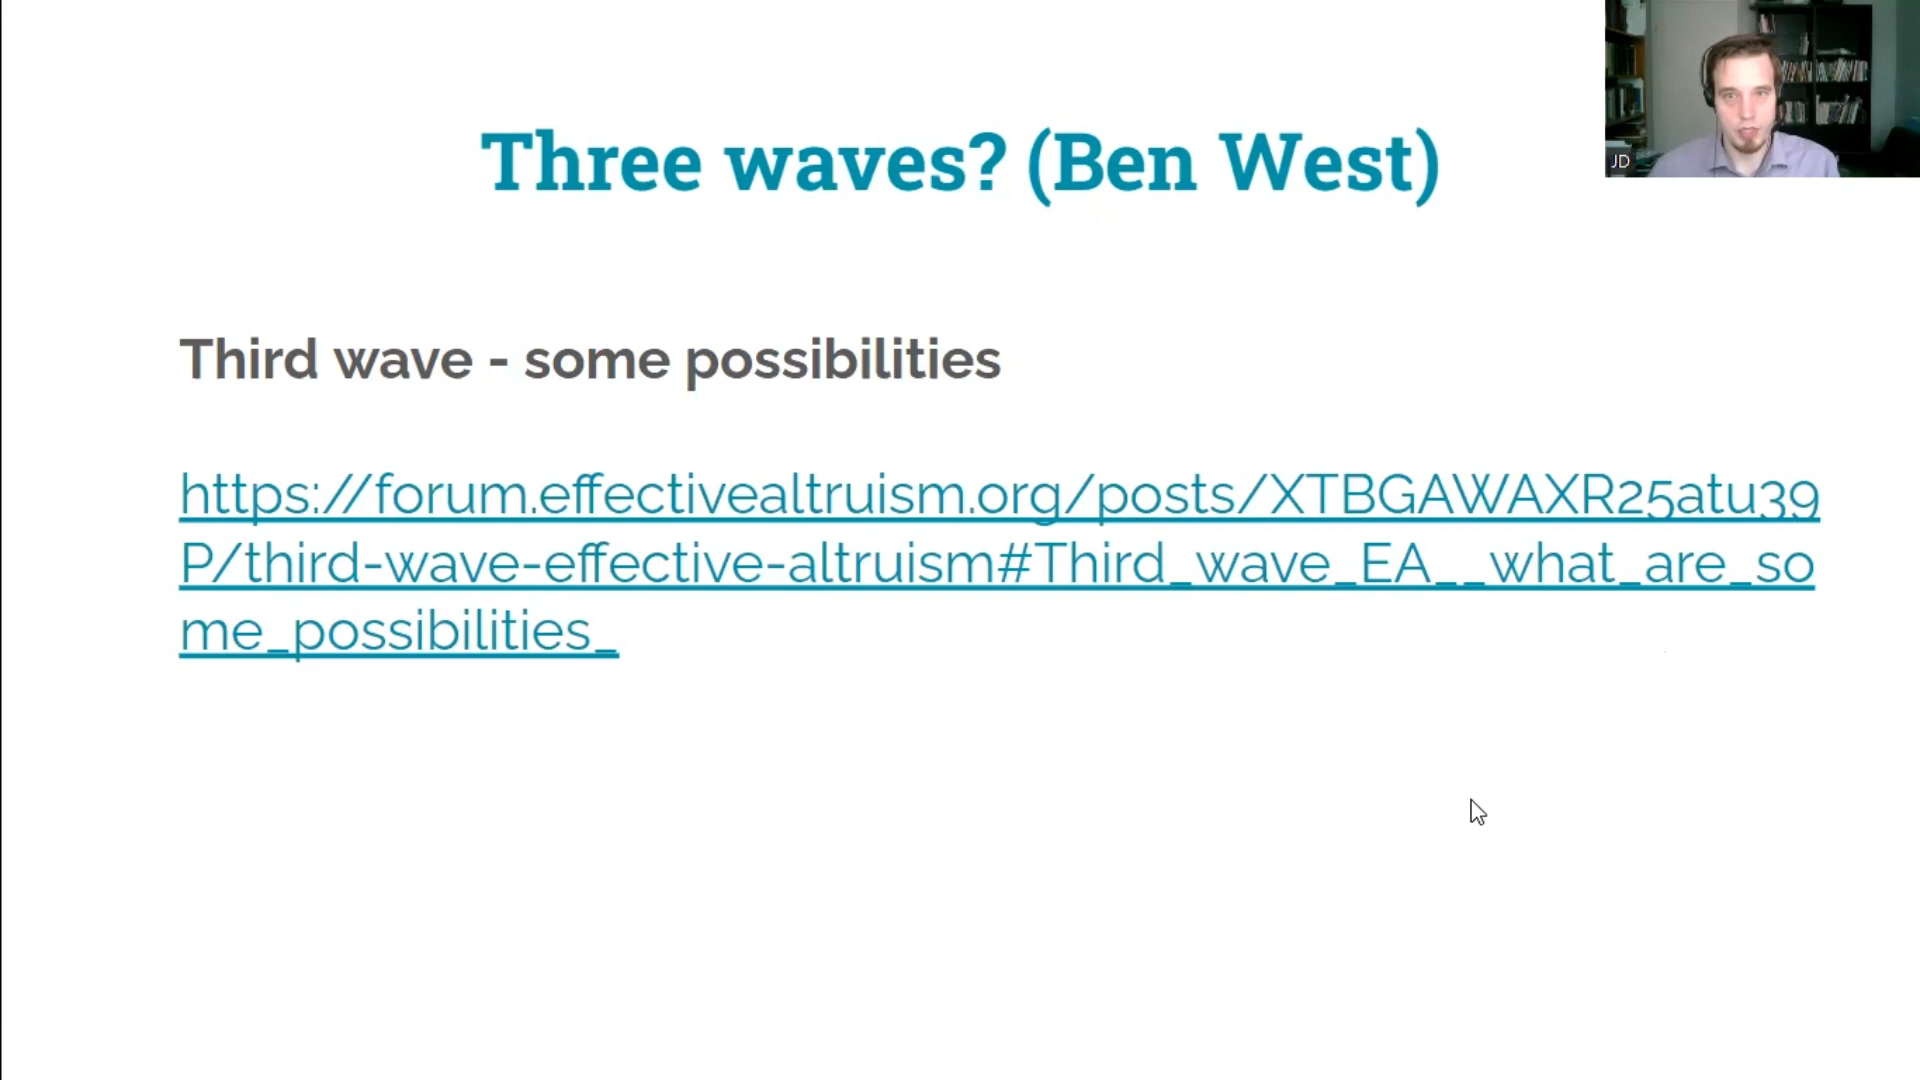 Three waves? (Ben West)
JD
Third wave - some possibilities
https://forum.effectivealtruism.org/posts/XTBGAWAXR25atu39
P/third-wave-effective-altruism#Third_wave_EA__what_are_so
me_possibilities_